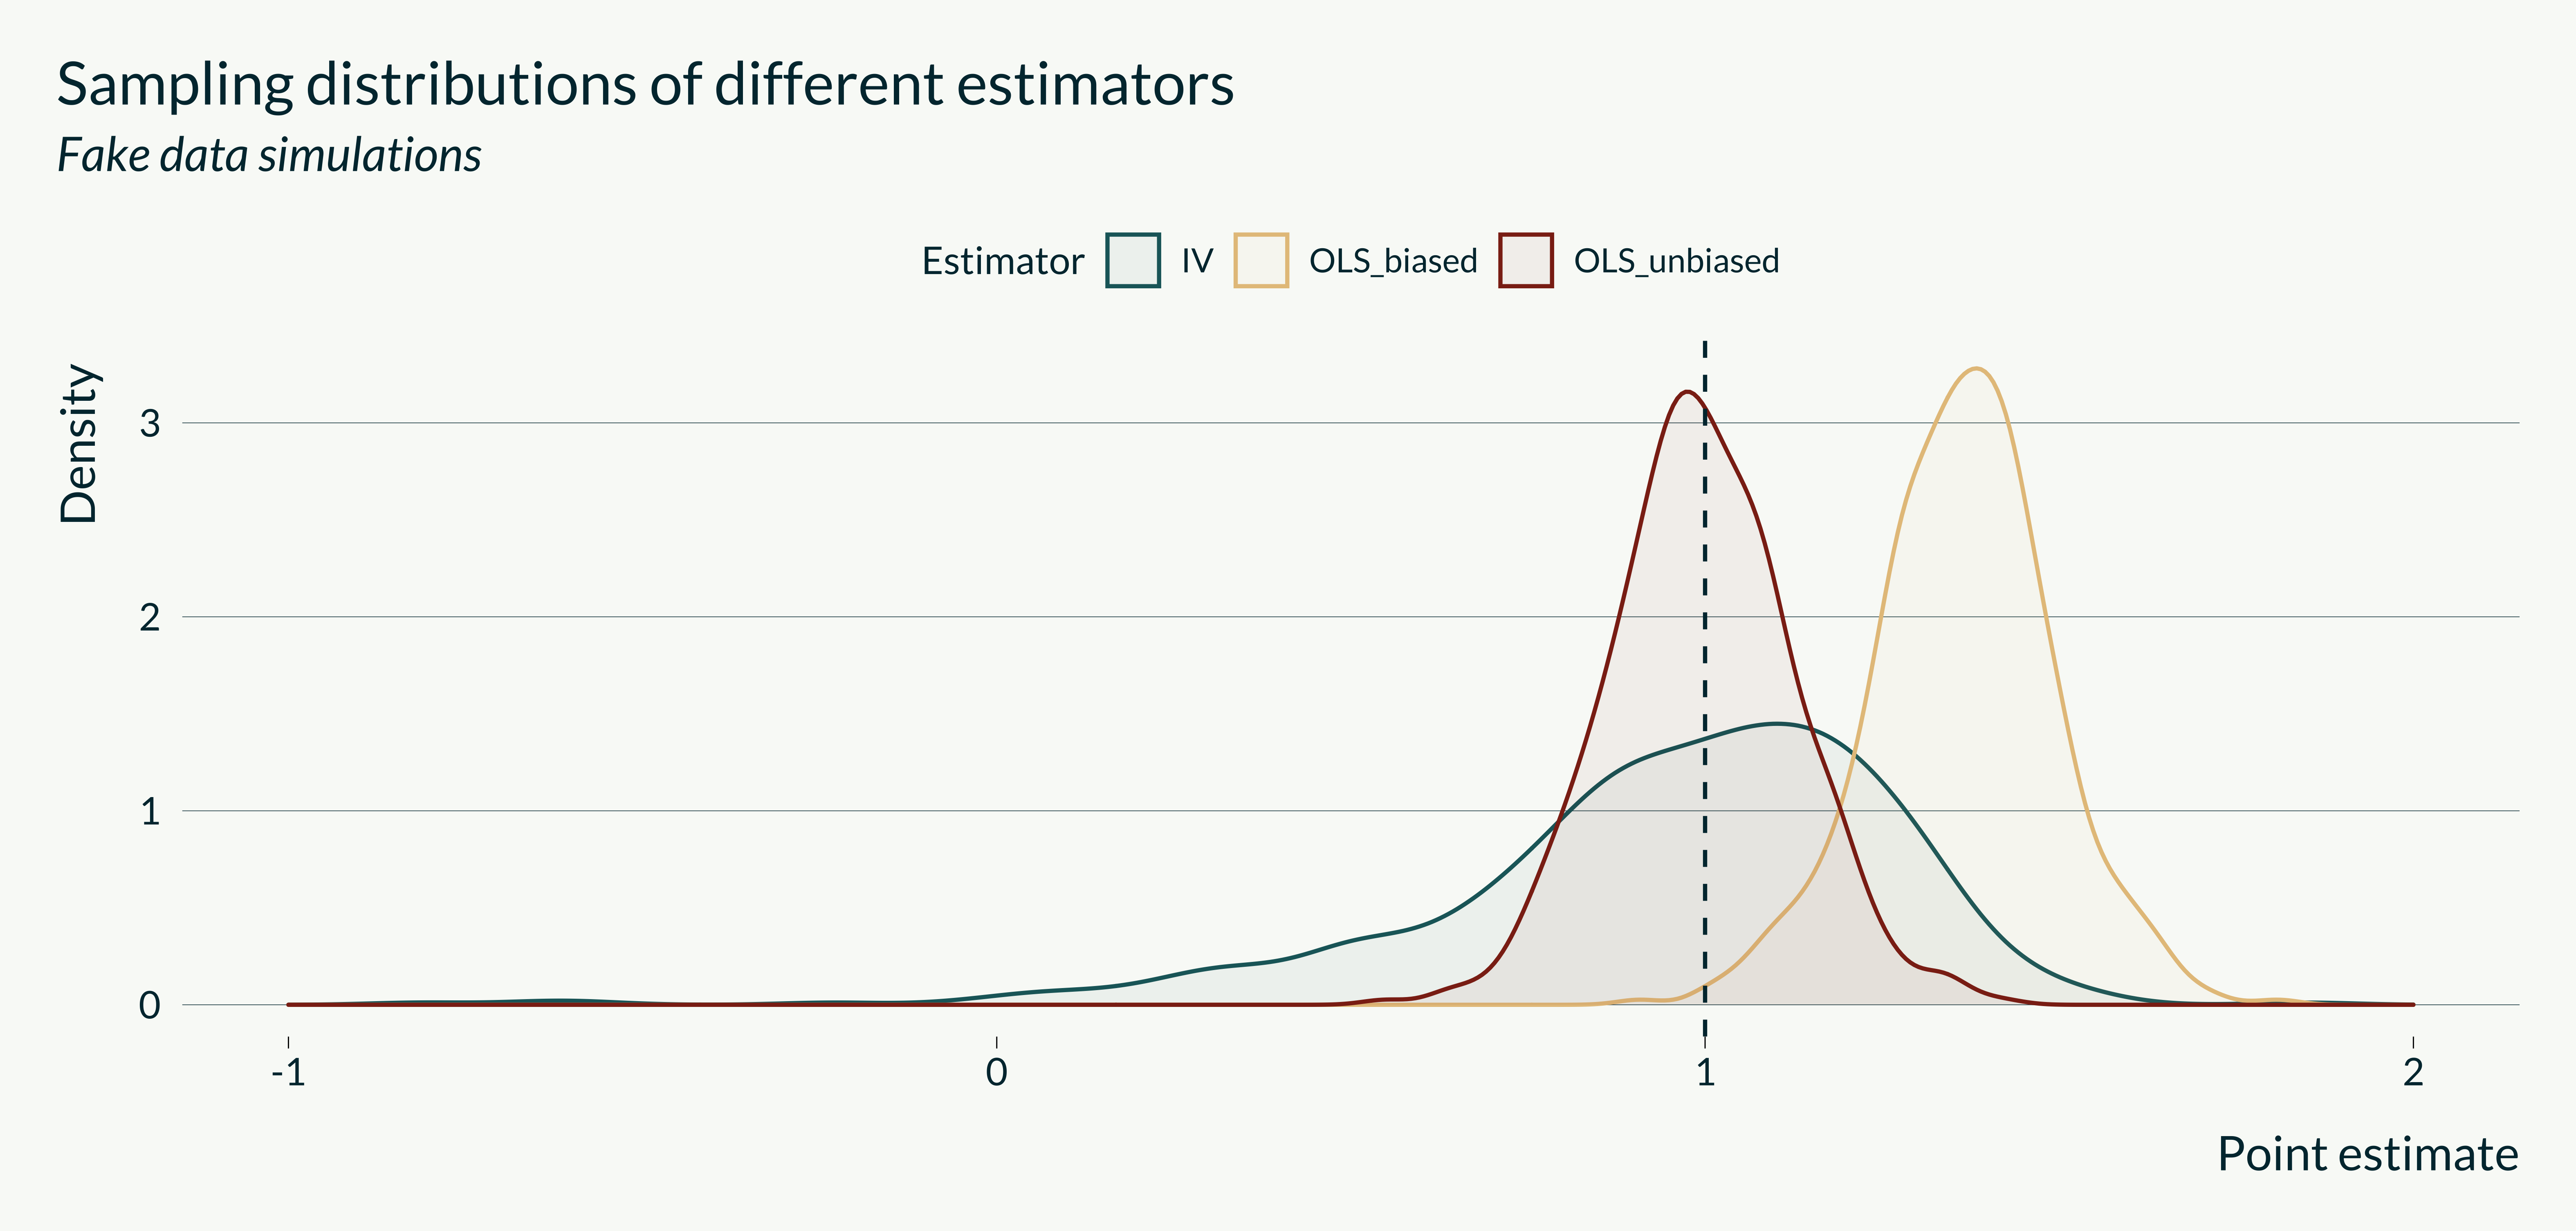 Sampling distributions of different estimators
Fake data simulations
Estimator IV OLS_biased OLS_unbiased
Density
3
2
1
0
-1 0 1 2
Point estimate